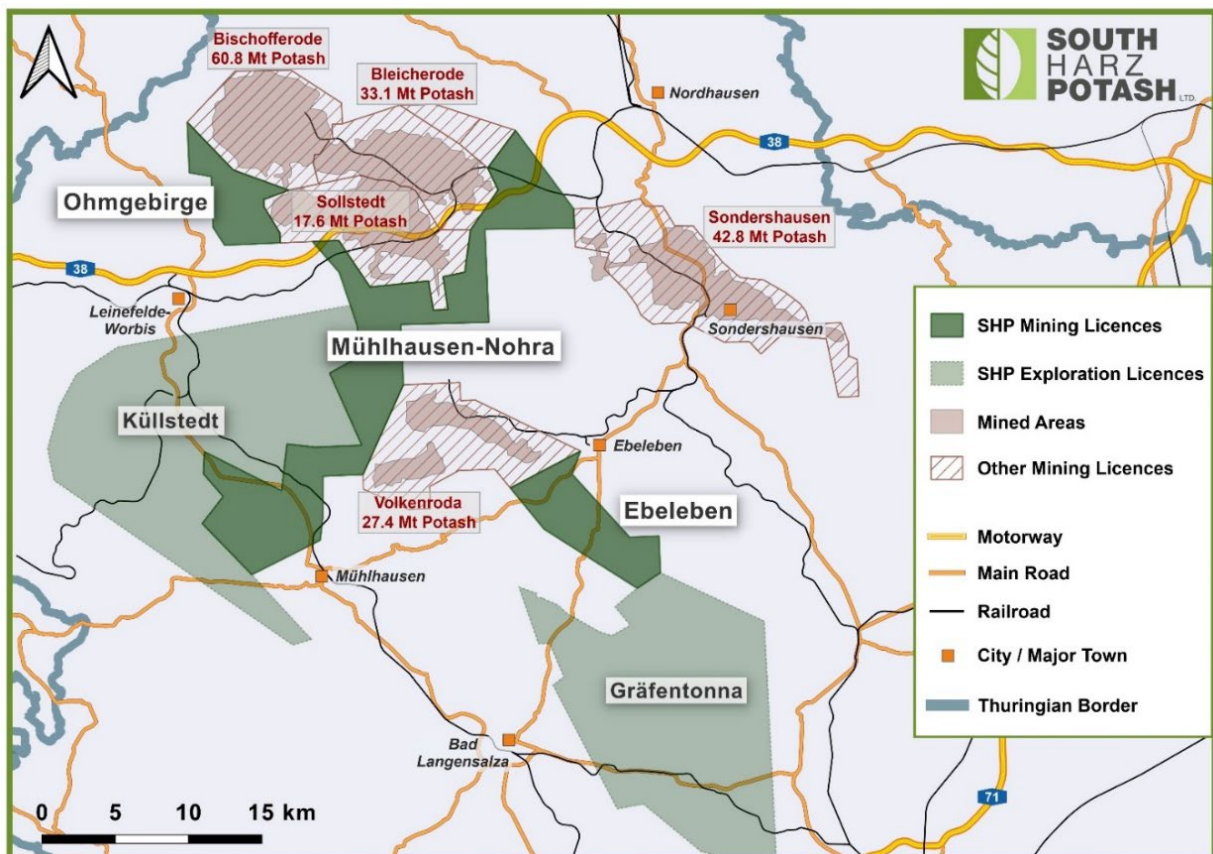 Bischofferode
60.8 Mt Potash
Bleicherode
33.1 Mt Potash
Nordhausen
SOUTH
HARZ
POTASH LTD.
38
Ohmgebirge
Sollstedt
17.6 Mt Potash
Sondershausen
42.8 Mt Potash
38
Leinefelde-
Worbis
Sondershausen
Mühlhausen-Nohra
Küllstedt
Ebeleben
Volkenroda
27.4 Mt Potash
Ebeleben
Mühlhausen
Gräfentonna
Bad
Langensalza
71
0 5 10 15 km
SHP Mining Licences
SHP Exploration Licences
Mined Areas
Other Mining Licences
Motorway
Main Road
Railroad
City / Major Town
Thuringian Border